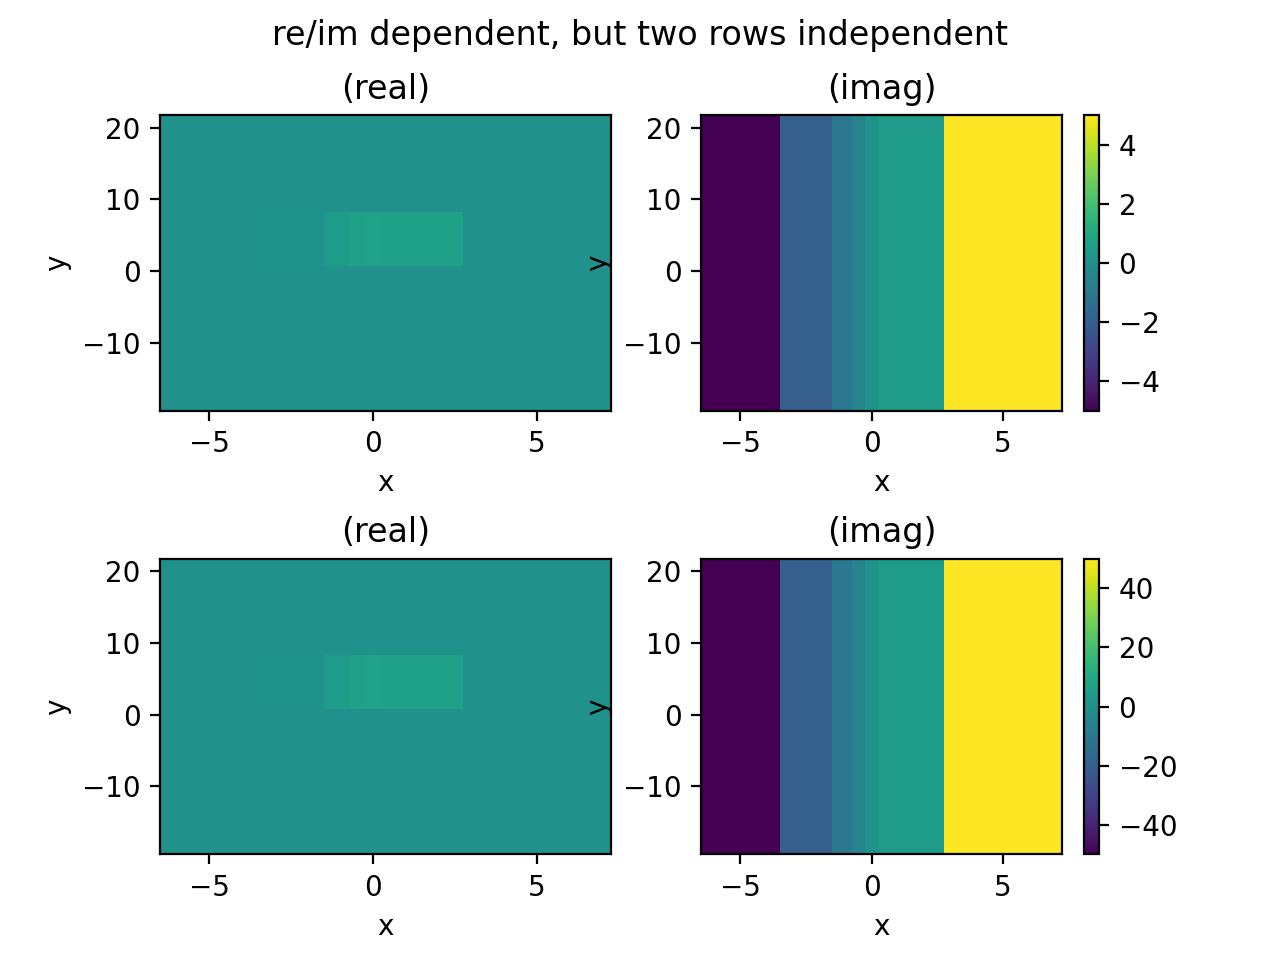 re/im dependent, but two rows independent
(real) (imag)
20 20
4
10 10
2
y 0 y 0 0
−2
−10 −10
−4
−5 0 5 −5 0 5
x x
(real) (imag)
20 20
40
10 10
20
y 0 y 0 0
−20
−10 −10
−40
−5 0 5 −5 0 5
x x